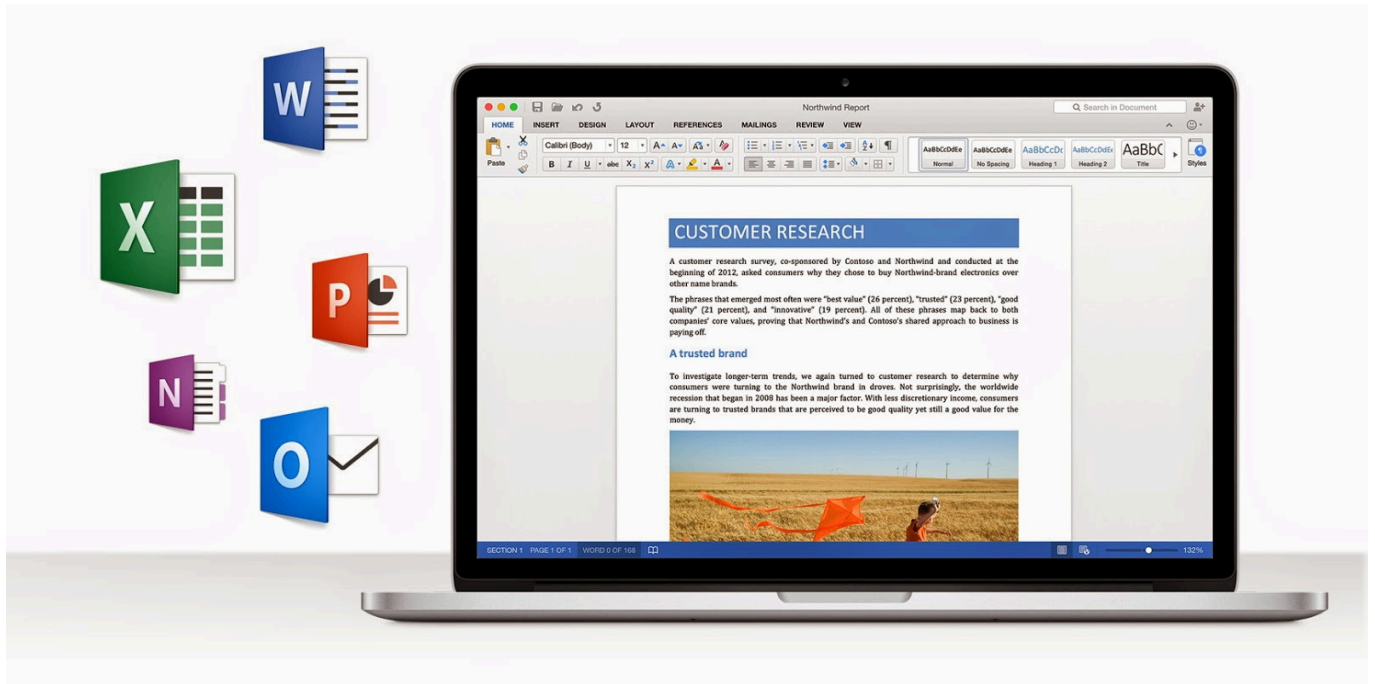 W
X
P
N
O
Northwind Report
Search in Document
HOME INSERT DESIGN LAYOUT REFERENCES MAILINGS REVIEW VIEW
Paste
Calibri (Body) 12 A A Aa A
B I U abc X₂ X² A A
AaBbCcDdEe AaBbCcDdEe AaBbCcDc AaBbCcDdEe AaBbC
Normal No Spacing Heading 1 Heading 2 Title Styles
CUSTOMER RESEARCH
A customer research survey, co-sponsored by Contoso and Northwind and conducted at the
beginning of 2012, asked consumers why they chose to buy Northwind-brand electronics over
other name brands.
The phrases that emerged most often were "best value" (26 percent), "trusted" (23 percent), "good
quality" (21 percent), and "innovative" (19 percent). All of these phrases map back to both
companies' core values, proving that Northwind's and Contoso's shared approach to business is
paying off.
A trusted brand
To investigate longer-term trends, we again turned to customer research to determine why
consumers were turning to the Northwind brand in droves. Not surprisingly, the worldwide
recession that began in 2008 has been a major factor. With less discretionary income, consumers
are turning to trusted brands that are perceived to be good quality yet still a good value for the
money.
SECTION 1 PAGE 1 OF 1 WORD 0 OF 168 132%